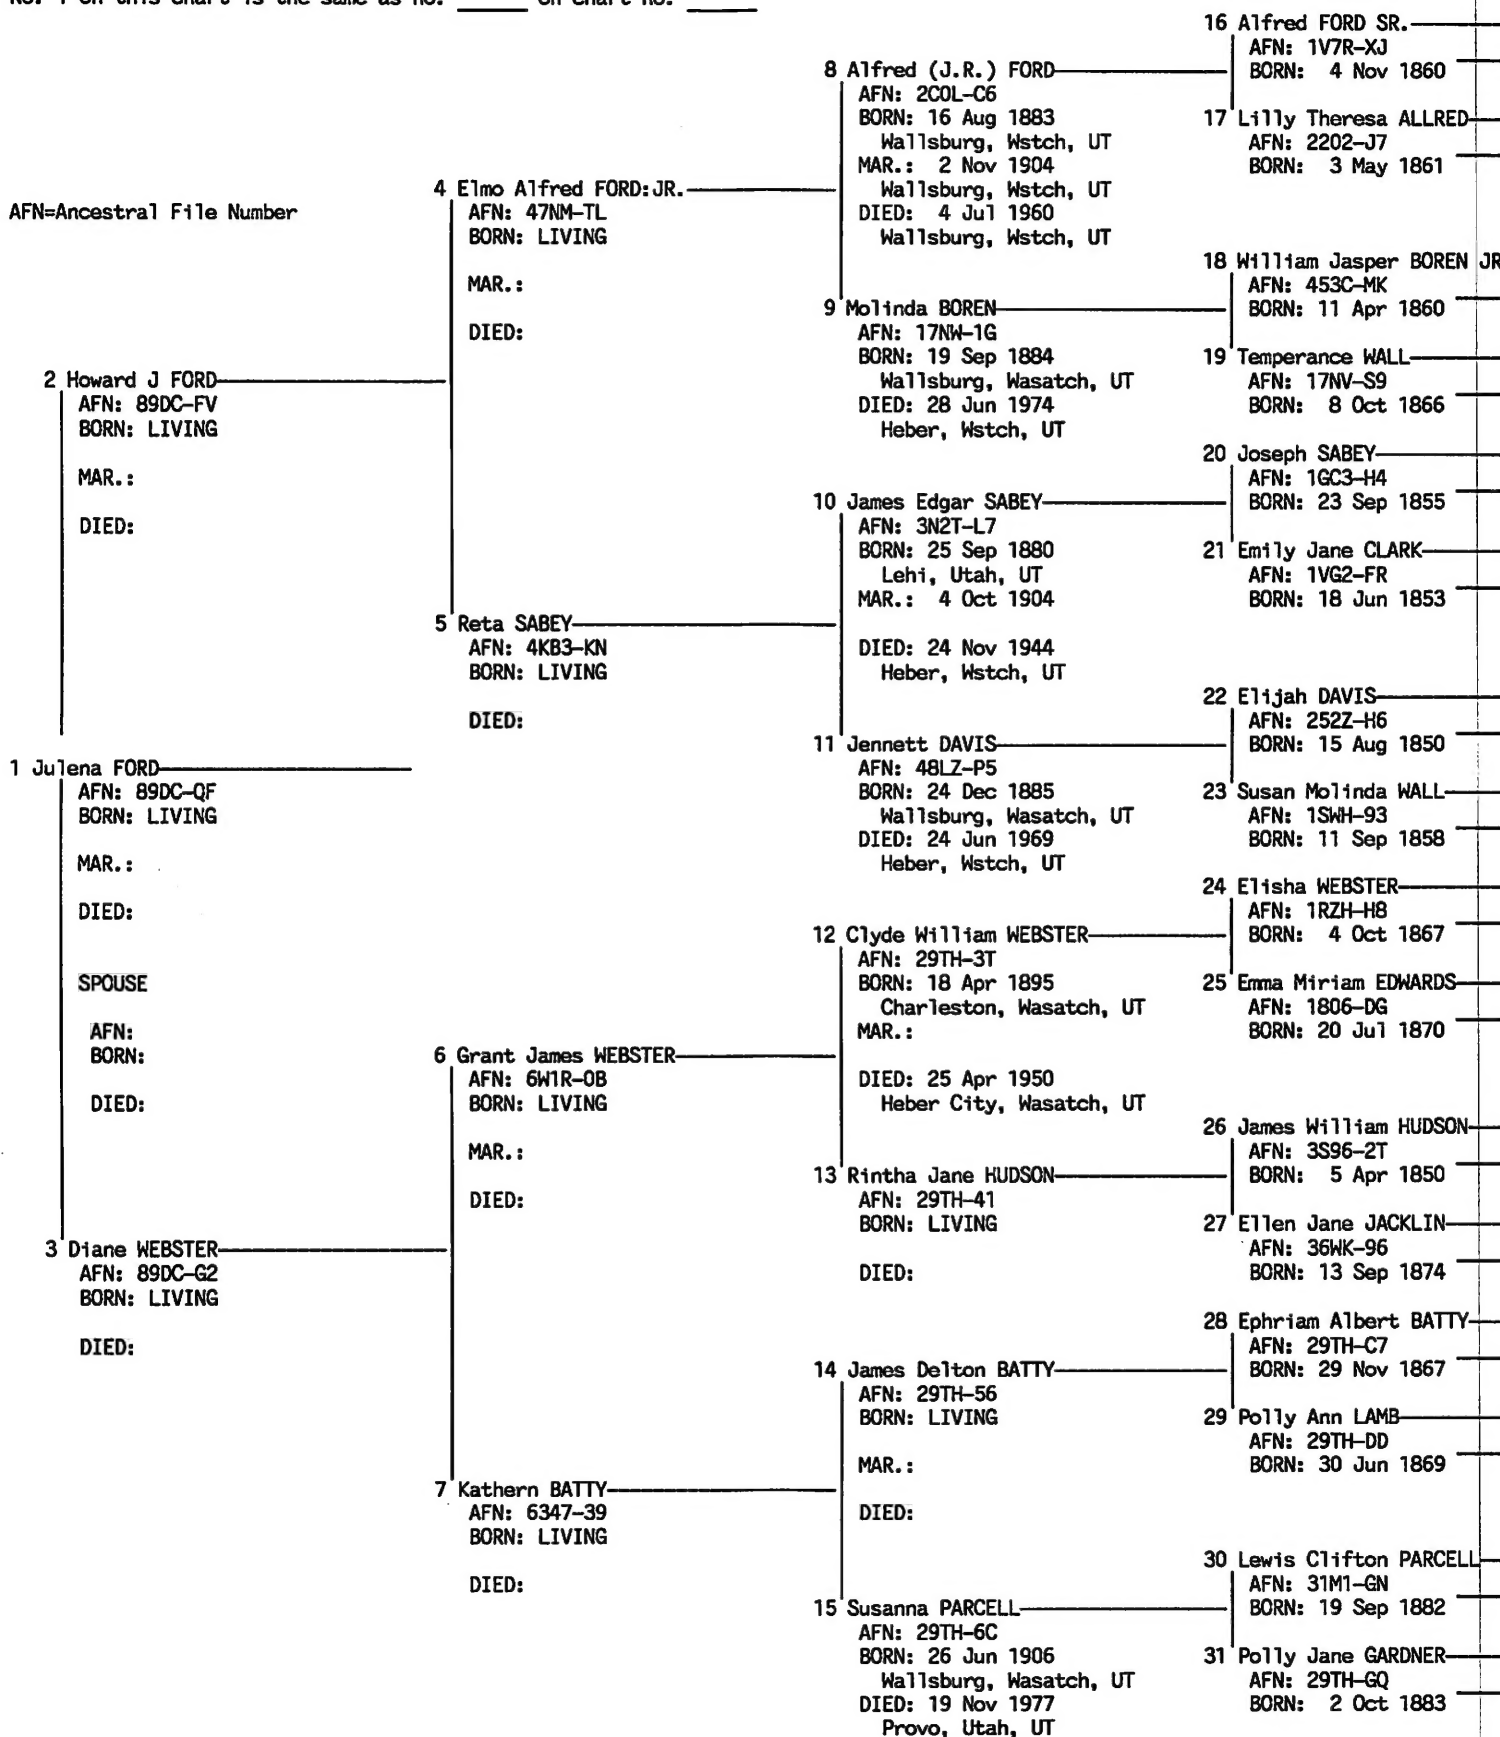 No. 1 on this chart is the same as no. _____ on chart no. _____
AFN=Ancestral File Number
1 Julena FORD
AFN: 89DC-QF
BORN: LIVING
MAR.:
DIED:
SPOUSE
AFN:
BORN:
DIED:
2 Howard J FORD
AFN: 89DC-FV
BORN: LIVING
MAR.:
DIED:
3 Diane WEBSTER
AFN: 89DC-G2
BORN: LIVING
DIED:
4 Elmo Alfred FORD:JR.
AFN: 47NM-TL
BORN: LIVING
MAR.:
DIED:
5 Reta SABEY
AFN: 4KB3-KN
BORN: LIVING
DIED:
6 Grant James WEBSTER
AFN: 6W1R-0B
BORN: LIVING
MAR.:
DIED:
7 Kathern BATTY
AFN: 6347-39
BORN: LIVING
DIED:
8 Alfred (J.R.) FORD
AFN: 2C0L-C6
BORN: 16 Aug 1883
Wallsburg, Wstch, UT
MAR.: 2 Nov 1904
Wallsburg, Wstch, UT
DIED: 4 Jul 1960
Wallsburg, Wstch, UT
9 Molinda BOREN
AFN: 17NW-1G
BORN: 19 Sep 1884
Wallsburg, Wasatch, UT
DIED: 28 Jun 1974
Heber, Wstch, UT
10 James Edgar SABEY
AFN: 3N2T-L7
BORN: 25 Sep 1880
Lehi, Utah, UT
MAR.: 4 Oct 1904
DIED: 24 Nov 1944
Heber, Wstch, UT
11 Jennett DAVIS
AFN: 48LZ-P5
BORN: 24 Dec 1885
Wallsburg, Wasatch, UT
DIED: 24 Jun 1969
Heber, Wstch, UT
12 Clyde William WEBSTER
AFN: 29TH-3T
BORN: 18 Apr 1895
Charleston, Wasatch, UT
MAR.:
DIED: 25 Apr 1950
Heber City, Wasatch, UT
13 Rintha Jane HUDSON
AFN: 29TH-41
BORN: LIVING
DIED:
14 James Delton BATTY
AFN: 29TH-56
BORN: LIVING
MAR.:
DIED:
15 Susanna PARCELL
AFN: 29TH-6C
BORN: 26 Jun 1906
Wallsburg, Wasatch, UT
DIED: 19 Nov 1977
Provo, Utah, UT
16 Alfred FORD SR.
AFN: 1V7R-XJ
BORN: 4 Nov 1860
17 Lilly Theresa ALLRED
AFN: 2202-J7
BORN: 3 May 1861
18 William Jasper BOREN JR
AFN: 453C-MK
BORN: 11 Apr 1860
19 Temperance WALL
AFN: 17NV-S9
BORN: 8 Oct 1866
20 Joseph SABEY
AFN: 1GC3-H4
BORN: 23 Sep 1855
21 Emily Jane CLARK
AFN: 1VG2-FR
BORN: 18 Jun 1853
22 Elijah DAVIS
AFN: 252Z-H6
BORN: 15 Aug 1850
23 Susan Molinda WALL
AFN: 1SWH-93
BORN: 11 Sep 1858
24 Elisha WEBSTER
AFN: 1RZH-H8
BORN: 4 Oct 1867
25 Emma Miriam EDWARDS
AFN: 1806-DG
BORN: 20 Jul 1870
26 James William HUDSON
AFN: 3S96-2T
BORN: 5 Apr 1850
27 Ellen Jane JACKLIN
AFN: 36WK-96
BORN: 13 Sep 1874
28 Ephriam Albert BATTY
AFN: 29TH-C7
BORN: 29 Nov 1867
29 Polly Ann LAMB
AFN: 29TH-DD
BORN: 30 Jun 1869
30 Lewis Clifton PARCELL
AFN: 31M1-GN
BORN: 19 Sep 1882
31 Polly Jane GARDNER
AFN: 29TH-GQ
BORN: 2 Oct 1883